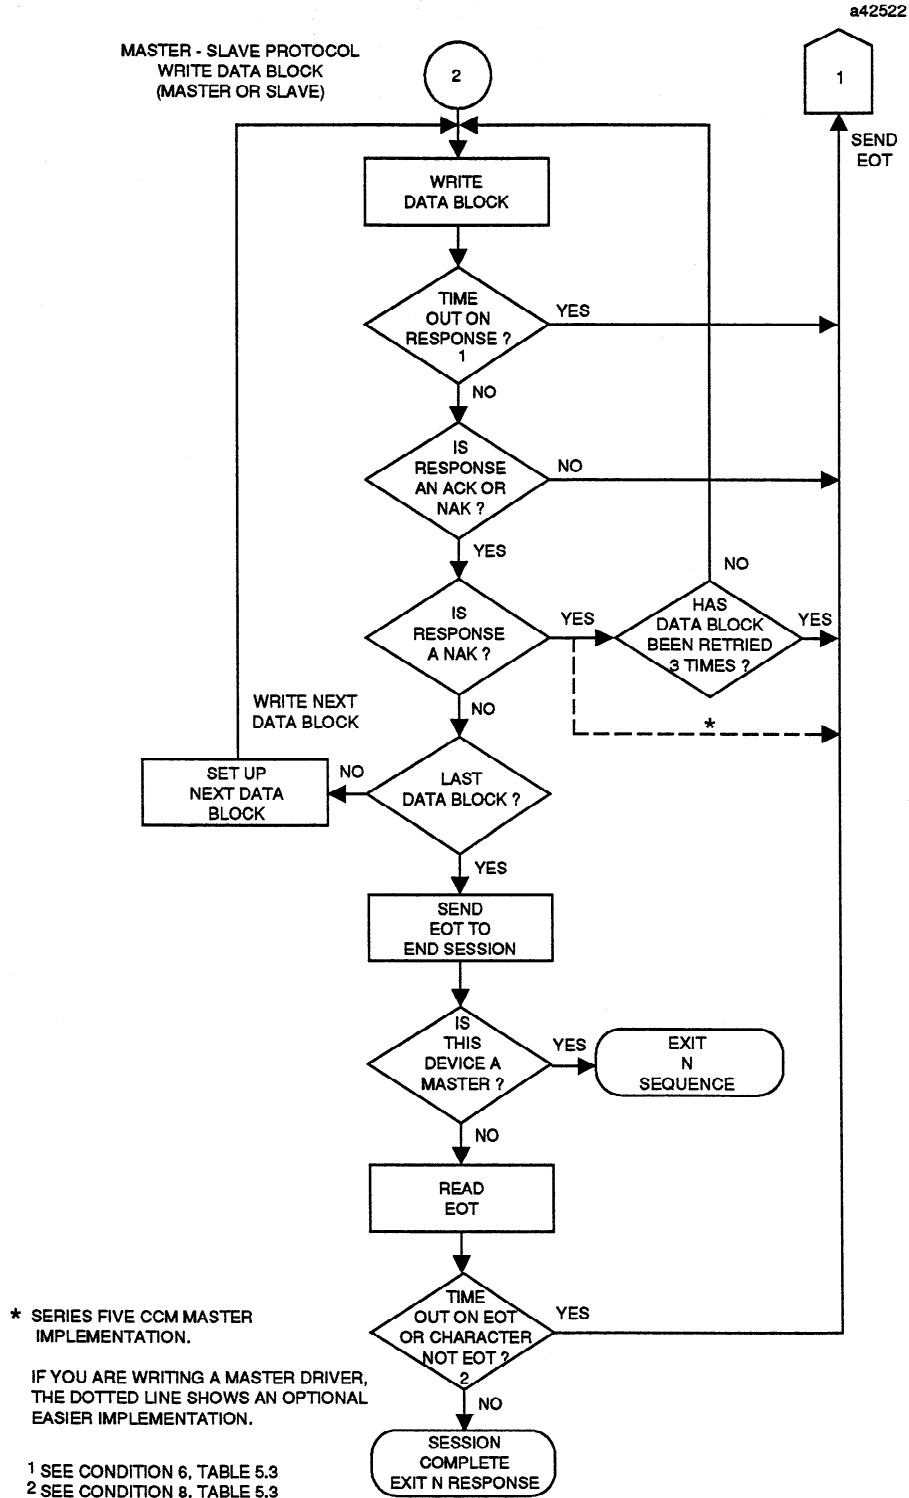 a42522
MASTER - SLAVE PROTOCOL
WRITE DATA BLOCK
(MASTER OR SLAVE)
2
1
SEND
EOT
WRITE
DATA BLOCK
TIME
OUT ON
RESPONSE ?
1
YES
NO
IS
RESPONSE
AN ACK OR
NAK ?
NO
YES
IS
RESPONSE
A NAK ?
YES
NO
HAS
DATA BLOCK
BEEN RETRIED
3 TIMES ?
YES
NO
*
WRITE NEXT
DATA BLOCK
LAST
DATA BLOCK ?
NO
SET UP
NEXT DATA
BLOCK
YES
SEND
EOT TO
END SESSION
IS
THIS
DEVICE A
MASTER ?
YES
EXIT
N
SEQUENCE
NO
READ
EOT
TIME
OUT ON EOT
OR CHARACTER
NOT EOT ?
2
YES
NO
SESSION
COMPLETE
EXIT N RESPONSE
* SERIES FIVE CCM MASTER
IMPLEMENTATION.
IF YOU ARE WRITING A MASTER DRIVER,
THE DOTTED LINE SHOWS AN OPTIONAL
EASIER IMPLEMENTATION.
1 SEE CONDITION 6, TABLE 5.3
2 SEE CONDITION 8, TABLE 5.3